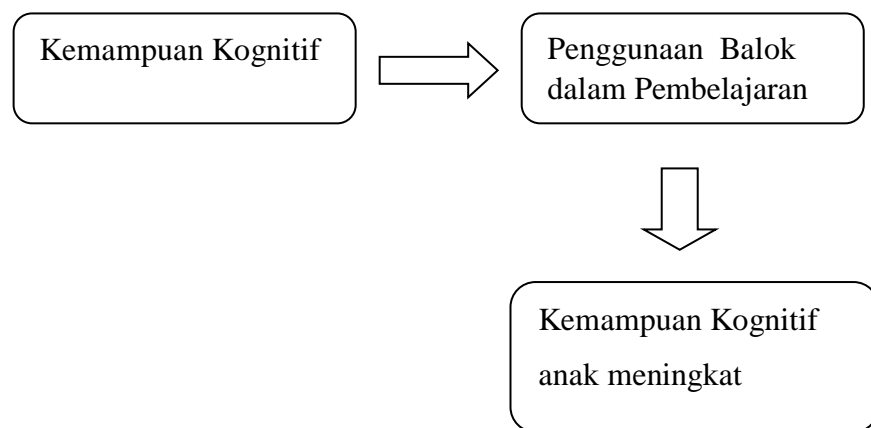 Kemampuan Kognitif
Penggunaan Balok
dalam Pembelajaran
Kemampuan Kognitif
anak meningkat